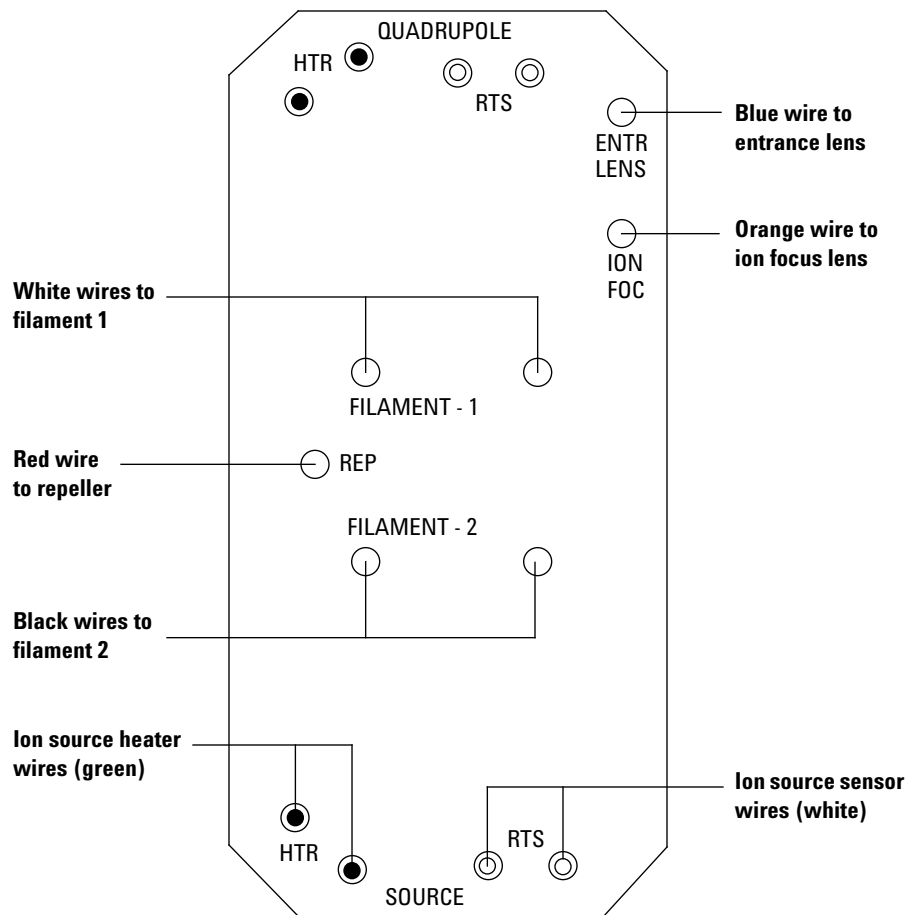 QUADRUPOLE
HTR
RTS
Blue wire to
entrance lens
ENTR
LENS
Orange wire to
ion focus lens
ION
FOC
White wires to
filament 1
FILAMENT - 1
Red wire
to repeller
REP
FILAMENT - 2
Black wires to
filament 2
Ion source heater
wires (green)
Ion source sensor
wires (white)
HTR
RTS
SOURCE